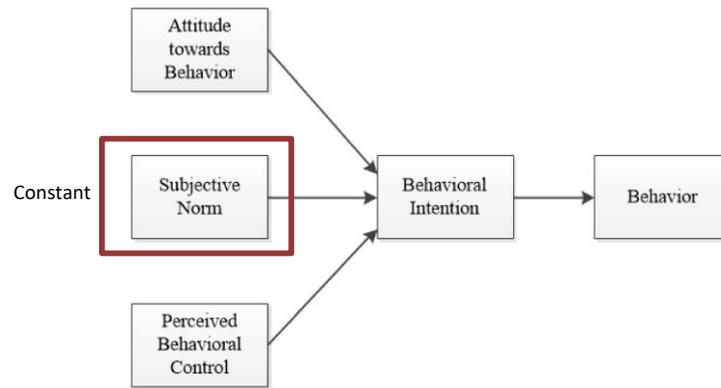 Attitude
towards
Behavior
Constant
Subjective
Norm
Behavioral
Intention
Behavior
Perceived
Behavioral
Control